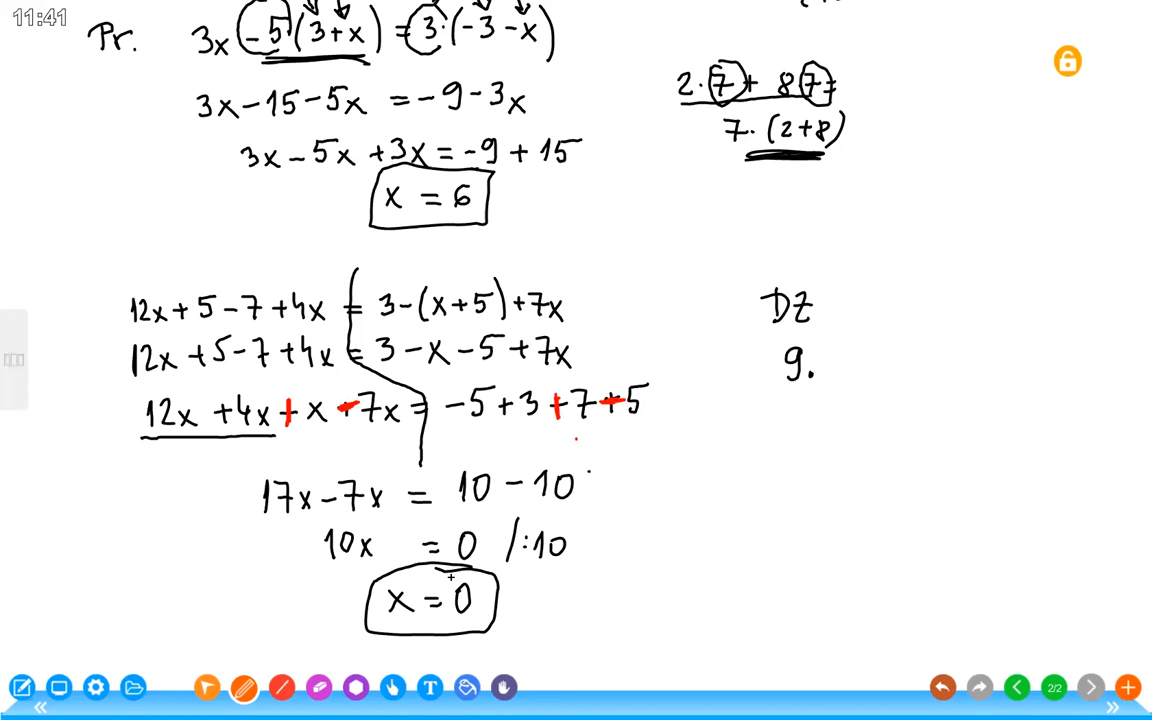 11:41
Pr. 3x - 5(3 + x) = 3·(-3 - x)
3x - 15 - 5x = -9 - 3x
3x - 5x + 3x = -9 + 15
x = 6
2·7 + 8 7 =
7·(2+8)
12x + 5 - 7 + 4x = 3 - (x + 5) + 7x
12x + 5 - 7 + 4x = 3 - x - 5 + 7x
12x + 4x + x - 7x = -5 + 3 + 7 - 5
17x - 7x = 10 - 10
10x = 0 /:10
x = 0
DZ
9.
T
2/2